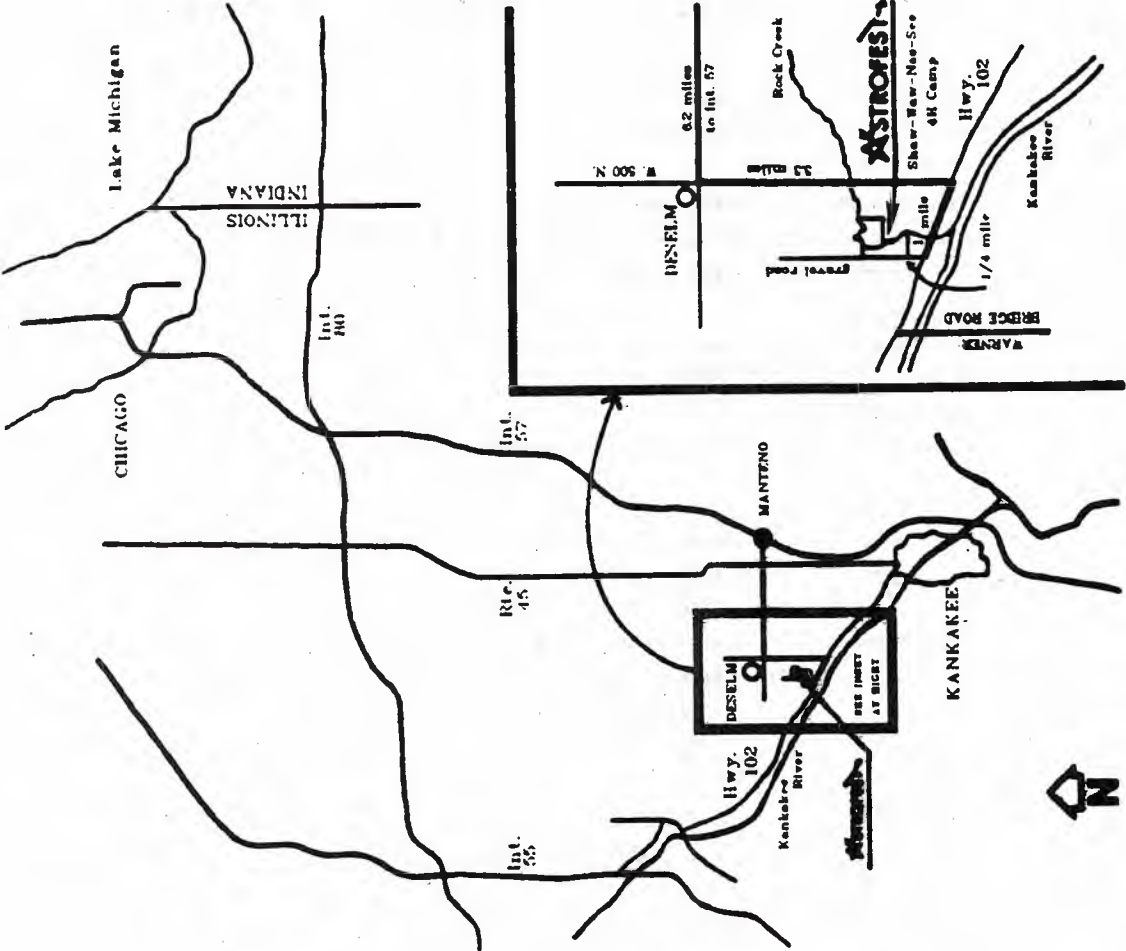 Lake Michigan
ILLINOIS
INDIANA
CHICAGO
Int.
80
Int.
57
Rte.
45
Int.
55
MANTENO
DESELM
SEE INSET
AT RIGHT
KANKAKEE
Hwy.
102
Kankakee
River
ASTROFEST
N
W. 500 N.
6.2 miles
to Int. 57
DESELM
3.3 miles
Rock Creek
ASTROFEST
Shaw-Waw-Nas-See
4H Camp
gravel road
1
mile
Hwy.
102
1/4 mile
Kankakee
River
WARNER
BRIDGE ROAD